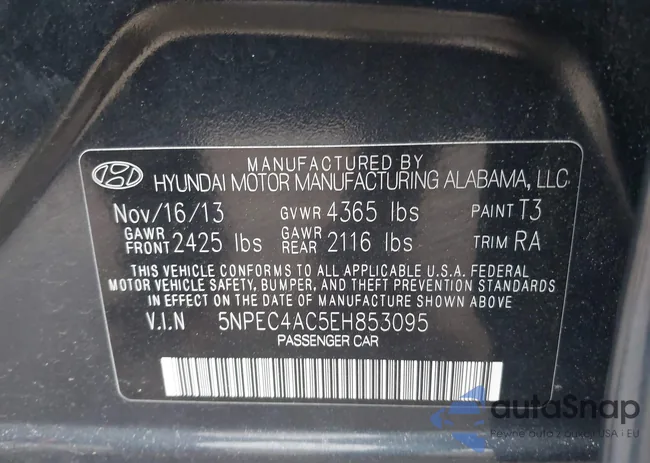 MANUFACTURED BY
HYUNDAI MOTOR MANUFACTURING ALABAMA, LLC
Nov/16/13 GVWR 4365 lbs PAINT T3
GAWR FRONT 2425 lbs GAWR REAR 2116 lbs TRIM RA
THIS VEHICLE CONFORMS TO ALL APPLICABLE U.S.A. FEDERAL
MOTOR VEHICLE SAFETY, BUMPER, AND THEFT PREVENTION STANDARDS
IN EFFECT ON THE DATE OF MANUFACTURE SHOWN ABOVE
V.I.N 5NPEC4AC5EH853095
PASSENGER CAR
autoSnap